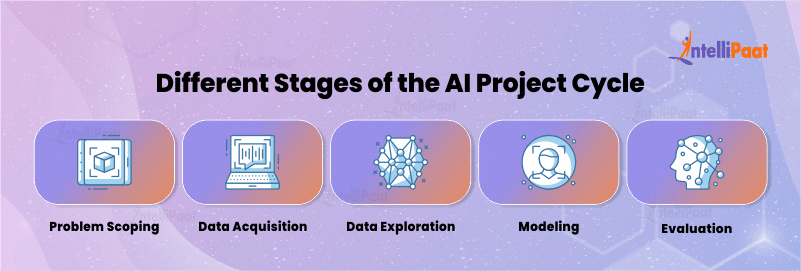 IntelliPaat
Different Stages of the AI Project Cycle
Problem Scoping
Data Acquisition
Data Exploration
Modeling
Evaluation